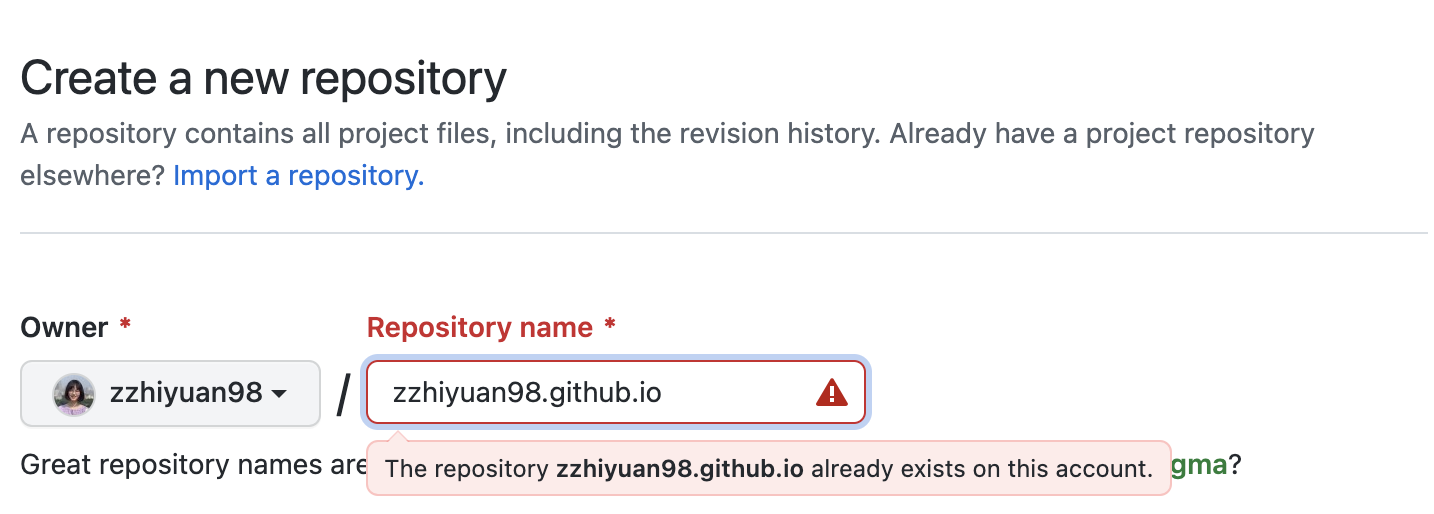 Create a new repository
A repository contains all project files, including the revision history. Already have a project repository
elsewhere? Import a repository.
Owner *
Repository name *
zzhiyuan98 / zzhiyuan98.github.io
Great repository names are gma?
The repository zzhiyuan98.github.io already exists on this account.